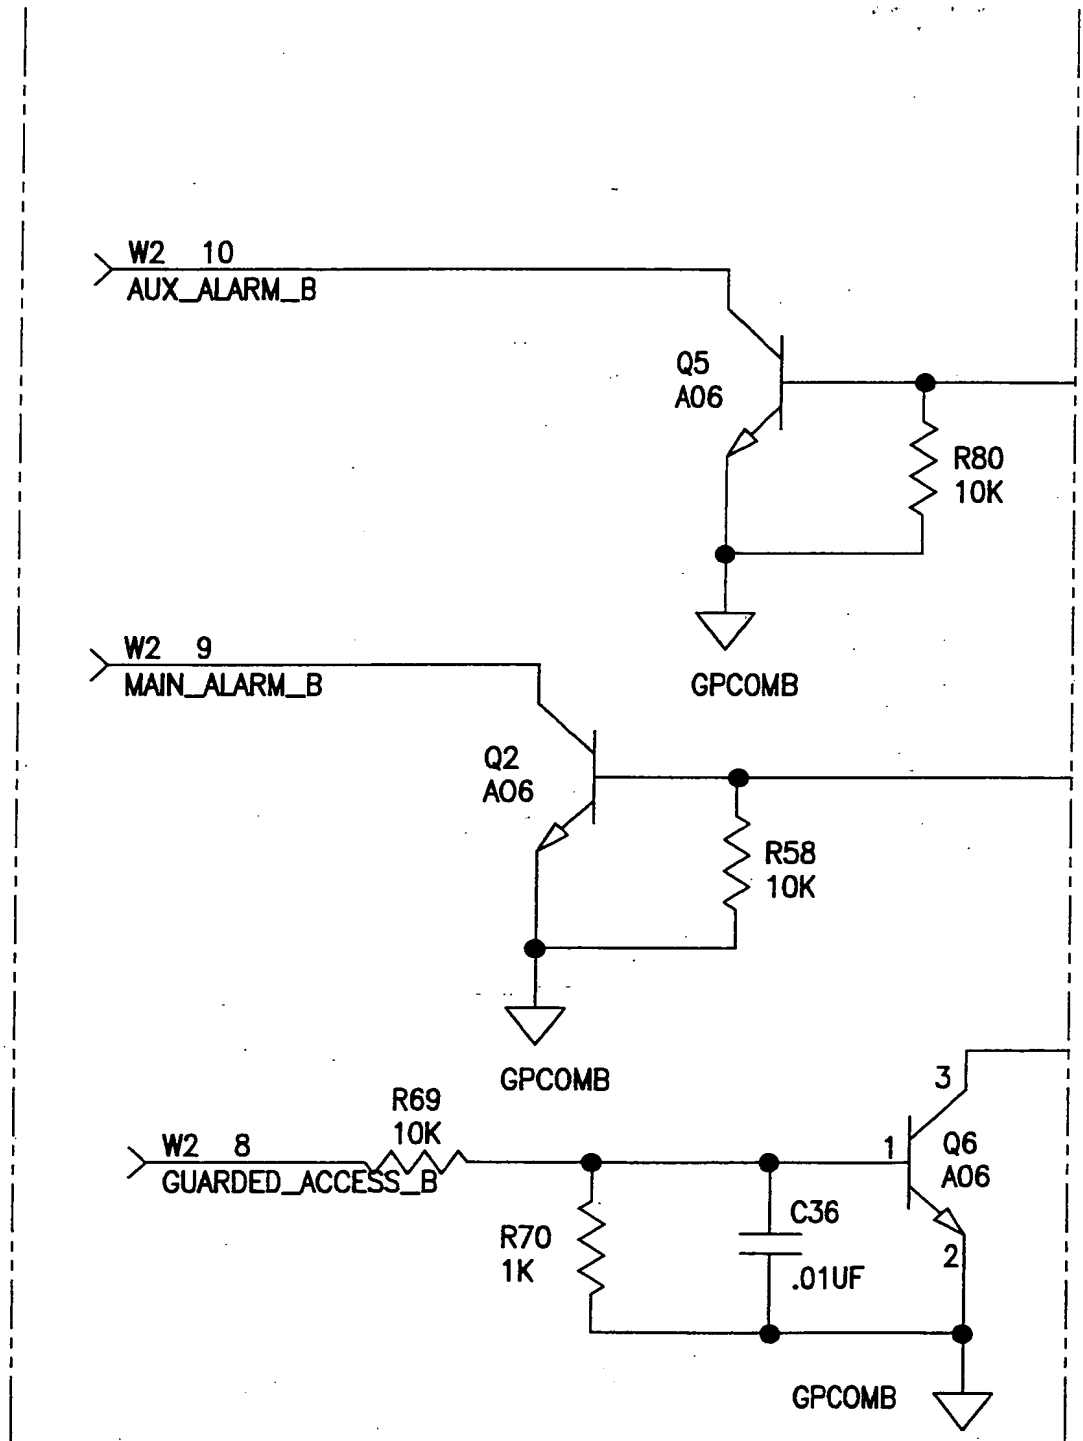 W2 10
AUX_ALARM_B
Q5
A06
R80
10K
GPCOMB
W2 9
MAIN_ALARM_B
Q2
A06
R58
10K
GPCOMB
R69
10K
W2 8
GUARDED_ACCESS_B
R70
1K
C36
.01UF
3
1
Q6
A06
2
GPCOMB